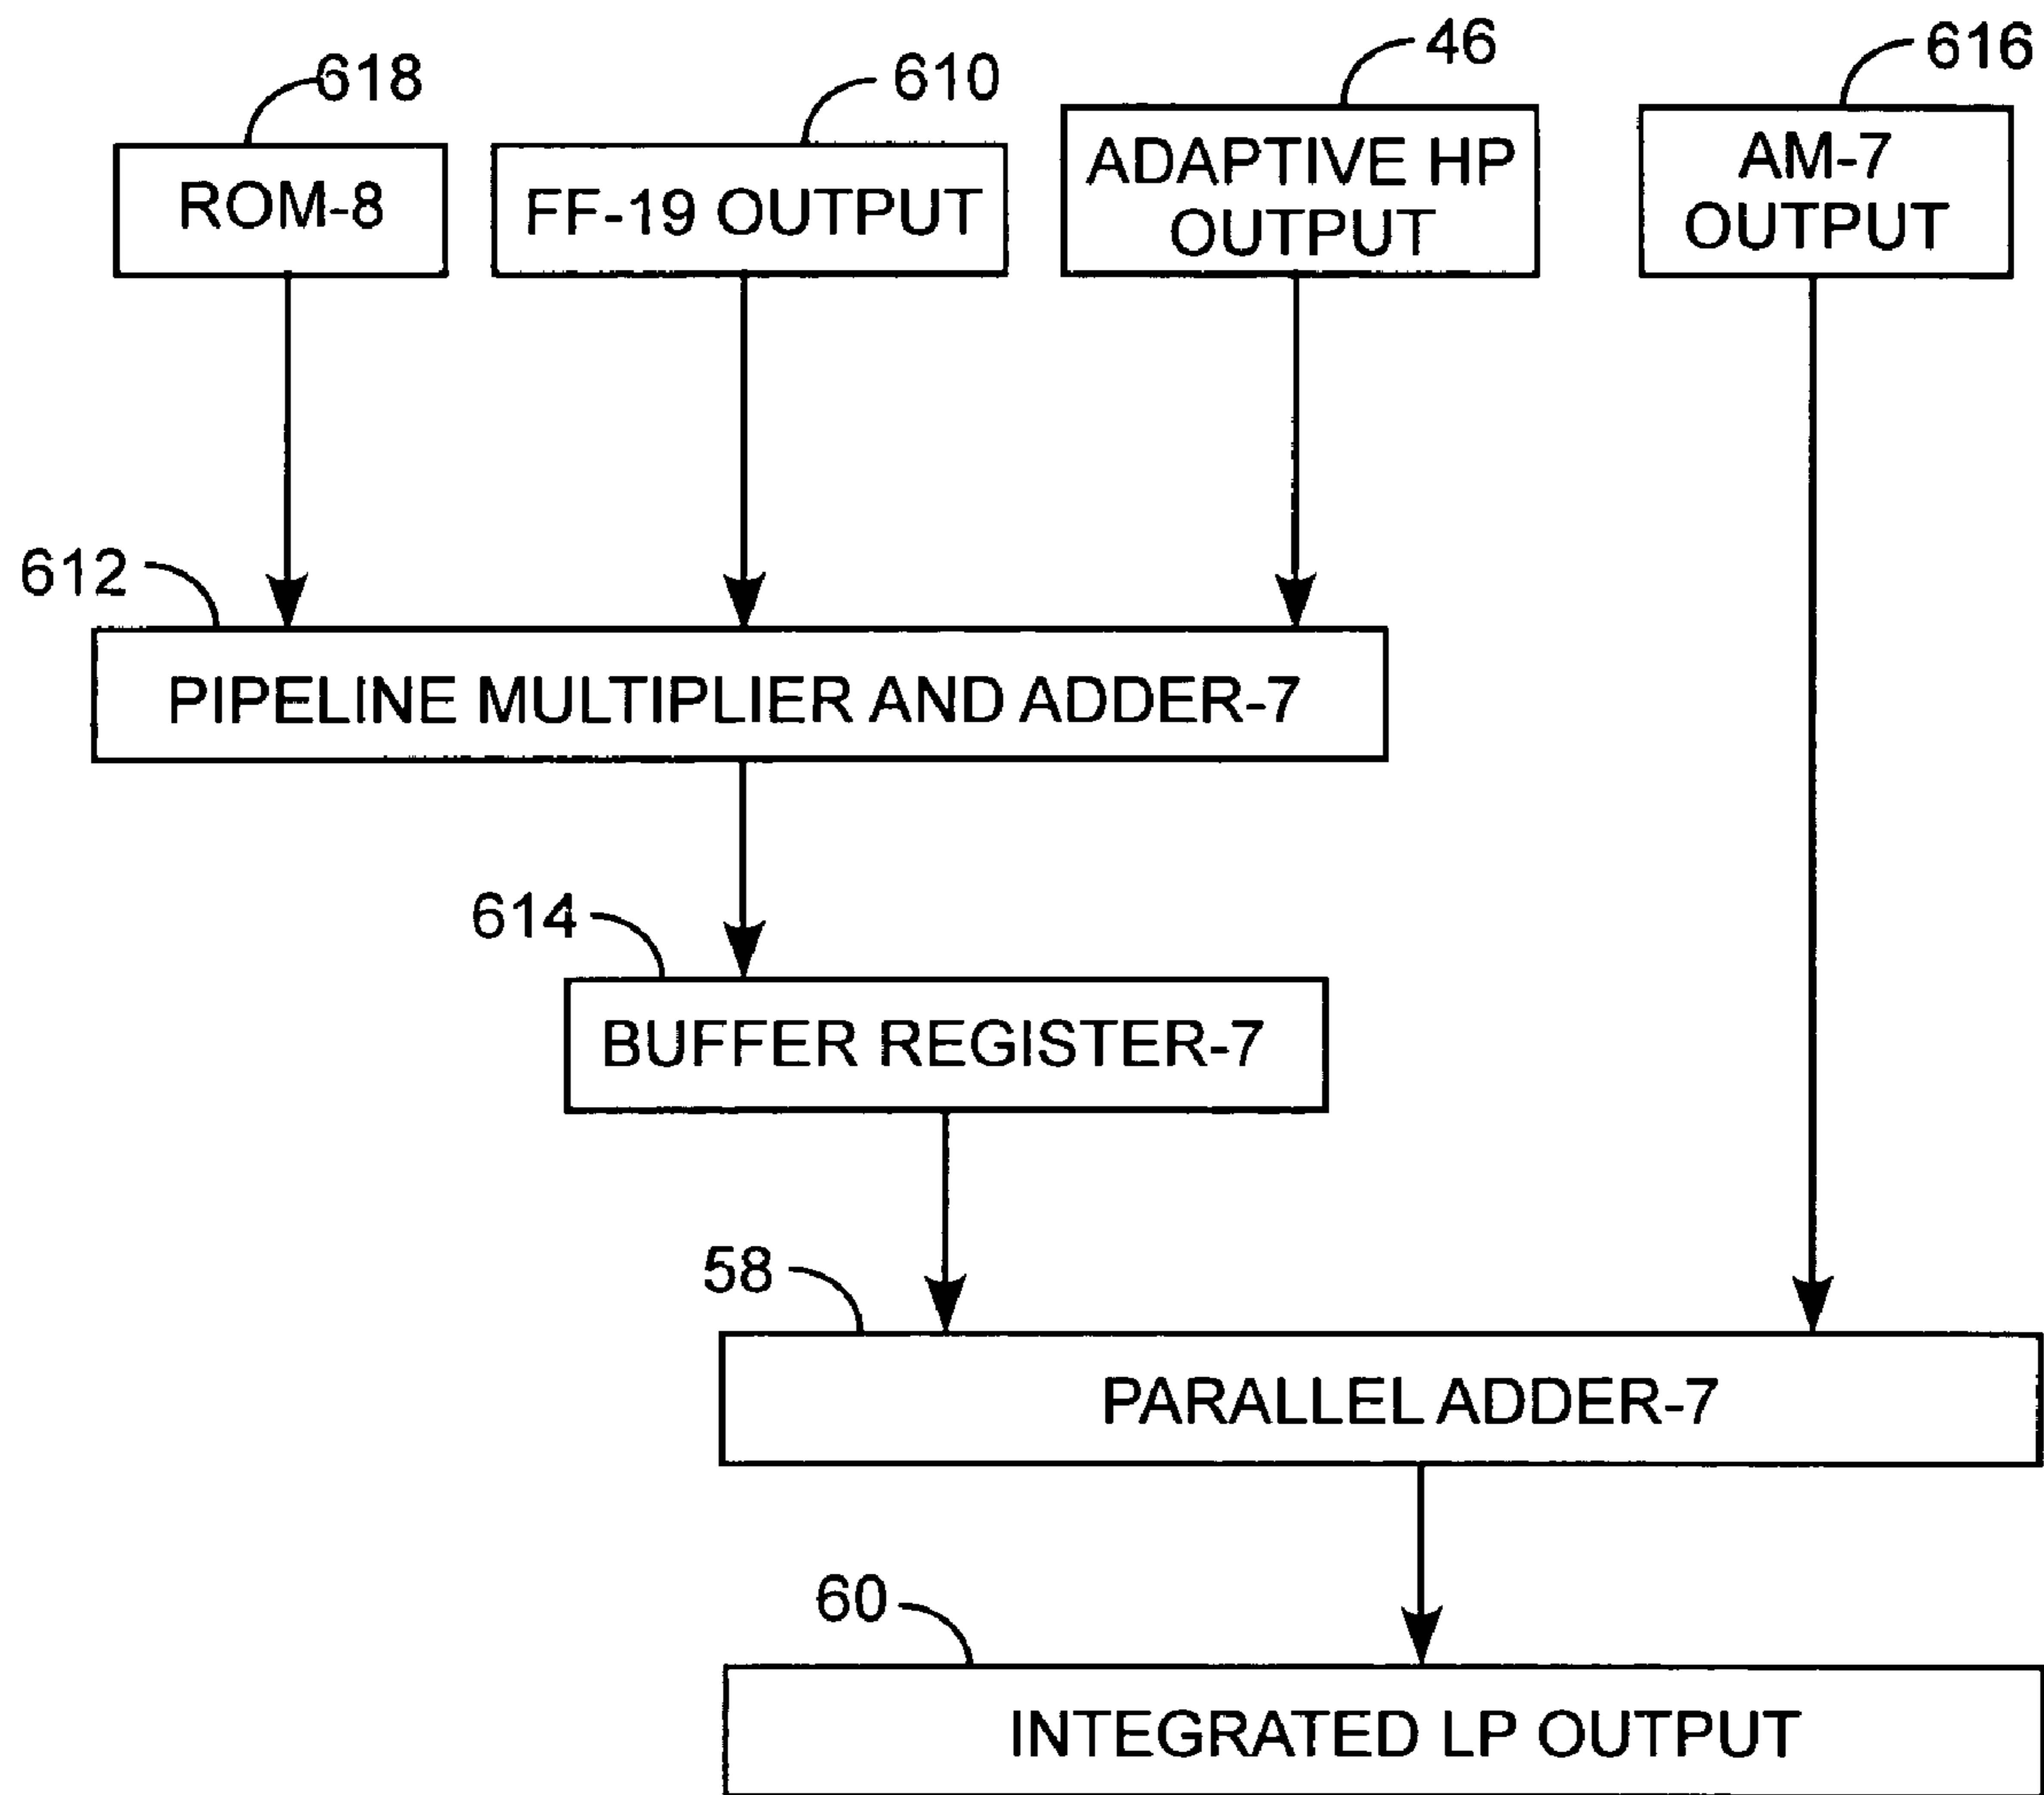 618
610
46
616
ROM-8
FF-19 OUTPUT
ADAPTIVE HP
OUTPUT
AM-7
OUTPUT
612
PIPELINE MULTIPLIER AND ADDER-7
614
BUFFER REGISTER-7
58
PARALLEL ADDER-7
60
INTEGRATED LP OUTPUT